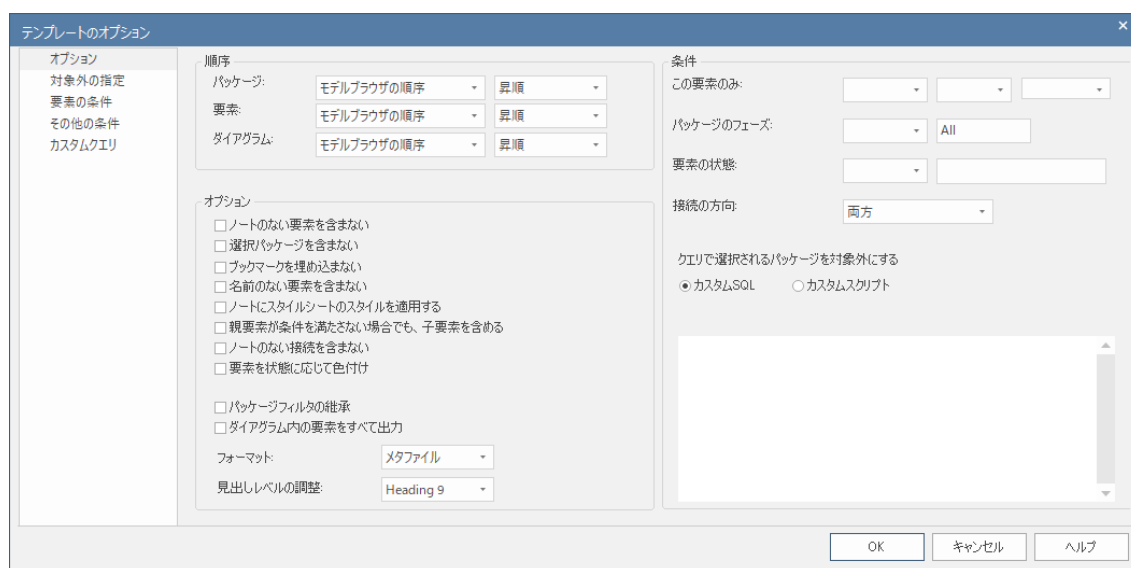 テンプレートのオプション
オプション
対象外の指定
要素の条件
その他の条件
カスタムクエリ
順序
パッケージ: モデルブラウザの順序 昇順
要素: モデルブラウザの順序 昇順
ダイアグラム: モデルブラウザの順序 昇順
オプション
ノートのない要素を含まない
選択パッケージを含まない
ブックマークを埋め込まない
名前のない要素を含まない
ノートにスタイルシートのスタイルを適用する
親要素が条件を満たさない場合でも、子要素を含める
ノートのない接続を含まない
要素を状態に応じて色付け
パッケージフィルタの継承
ダイアグラム内の要素をすべて出力
フォーマット: メタファイル
見出しレベルの調整: Heading 9
条件
この要素のみ:
パッケージのフェーズ: All
要素の状態:
接続の方向: 両方
クエリで選択されるパッケージを対象外にする
カスタムSQL カスタムスクリプト
OK キャンセル ヘルプ